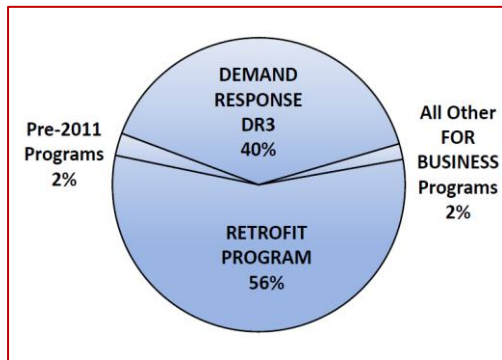 DEMAND
RESPONSE
DR3
40%
Pre-2011
Programs
2%
All Other
FOR
BUSINESS
Programs
2%
RETROFIT
PROGRAM
56%